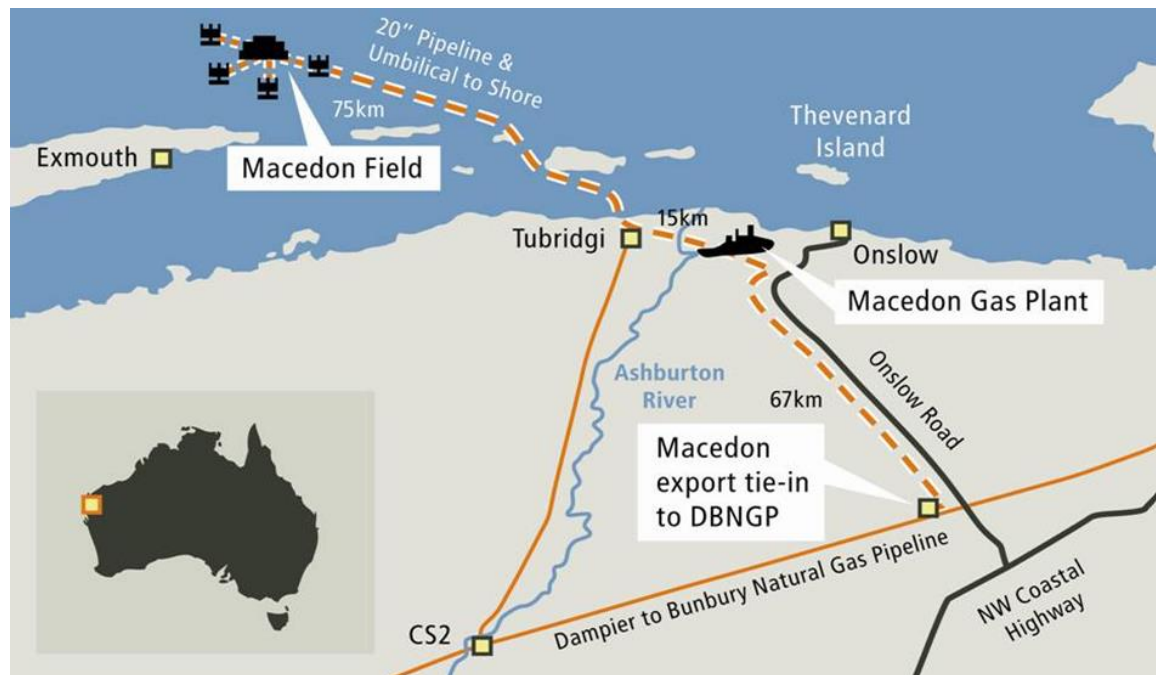 20" Pipeline &
Umbilical to Shore
75km
Thevenard
Island
Exmouth
Macedon Field
15km
Tubridgi
Onslow
Macedon Gas Plant
Ashburton
River
67km
Onslow Road
Macedon
export tie-in
to DBNGP
Dampier to Bunbury Natural Gas Pipeline
NW Coastal
Highway
CS2